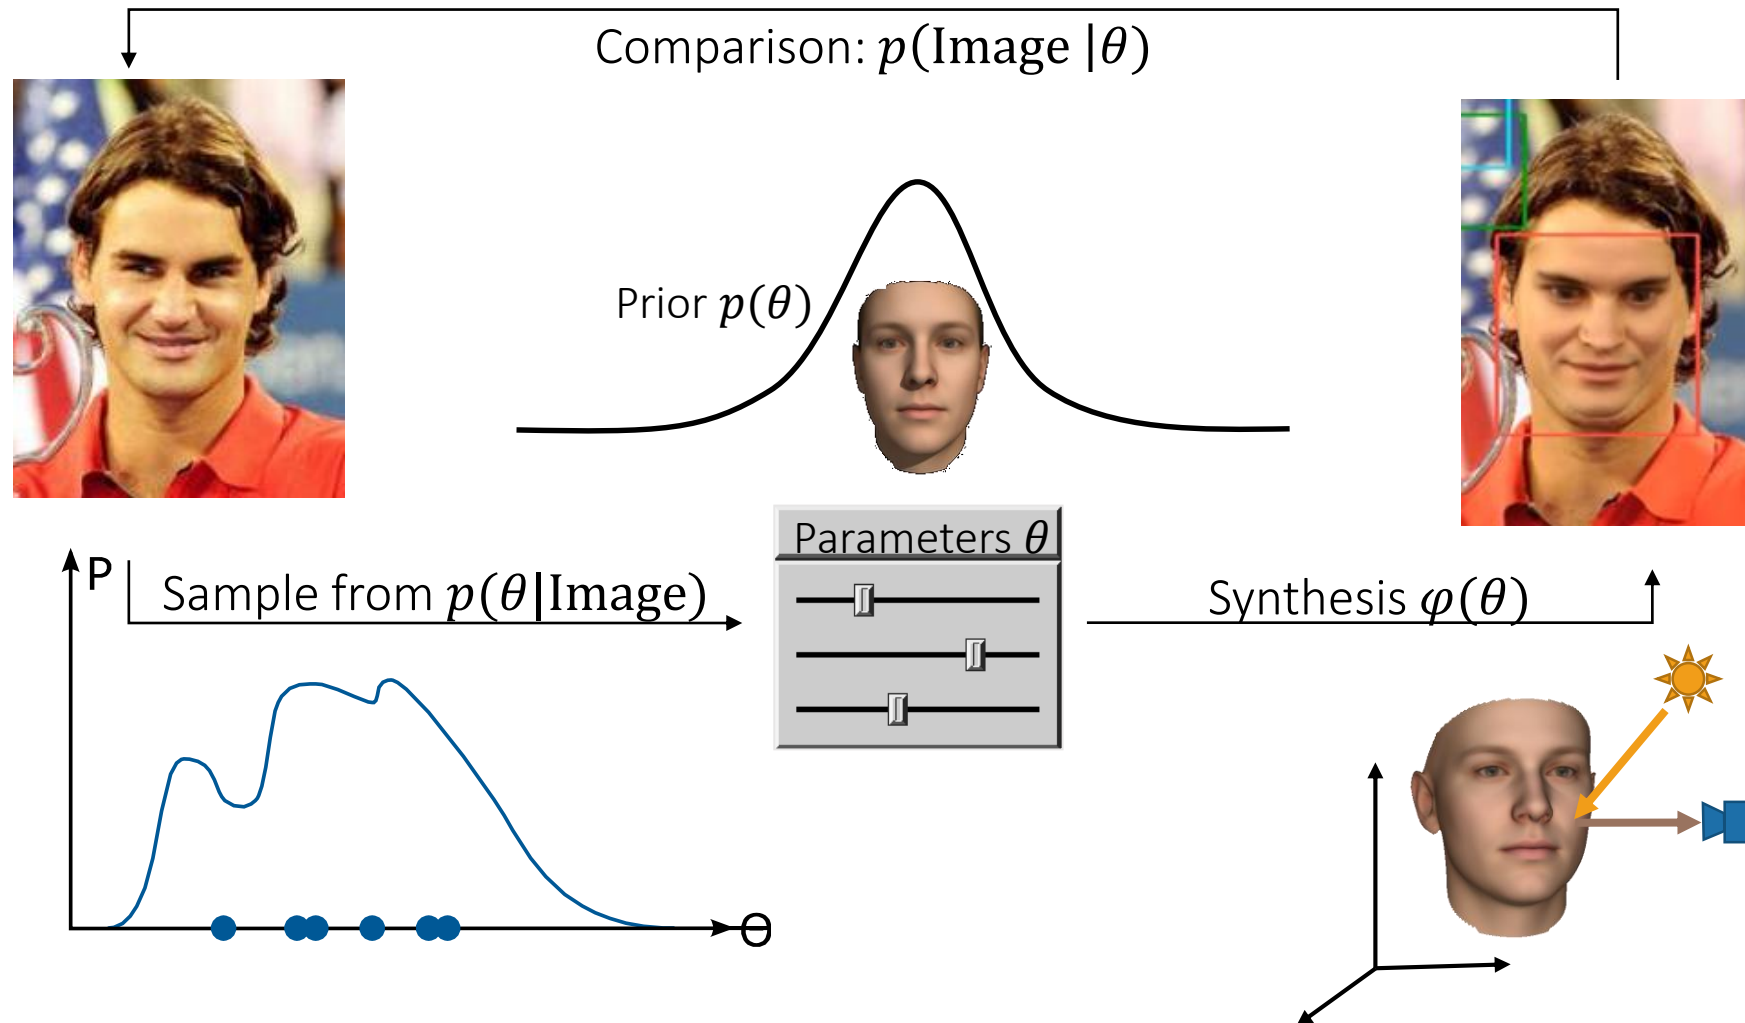 Comparison: p(Image |θ)
Prior p(θ)
Parameters θ
P
Sample from p(θ|Image)
Synthesis φ(θ)
Θ